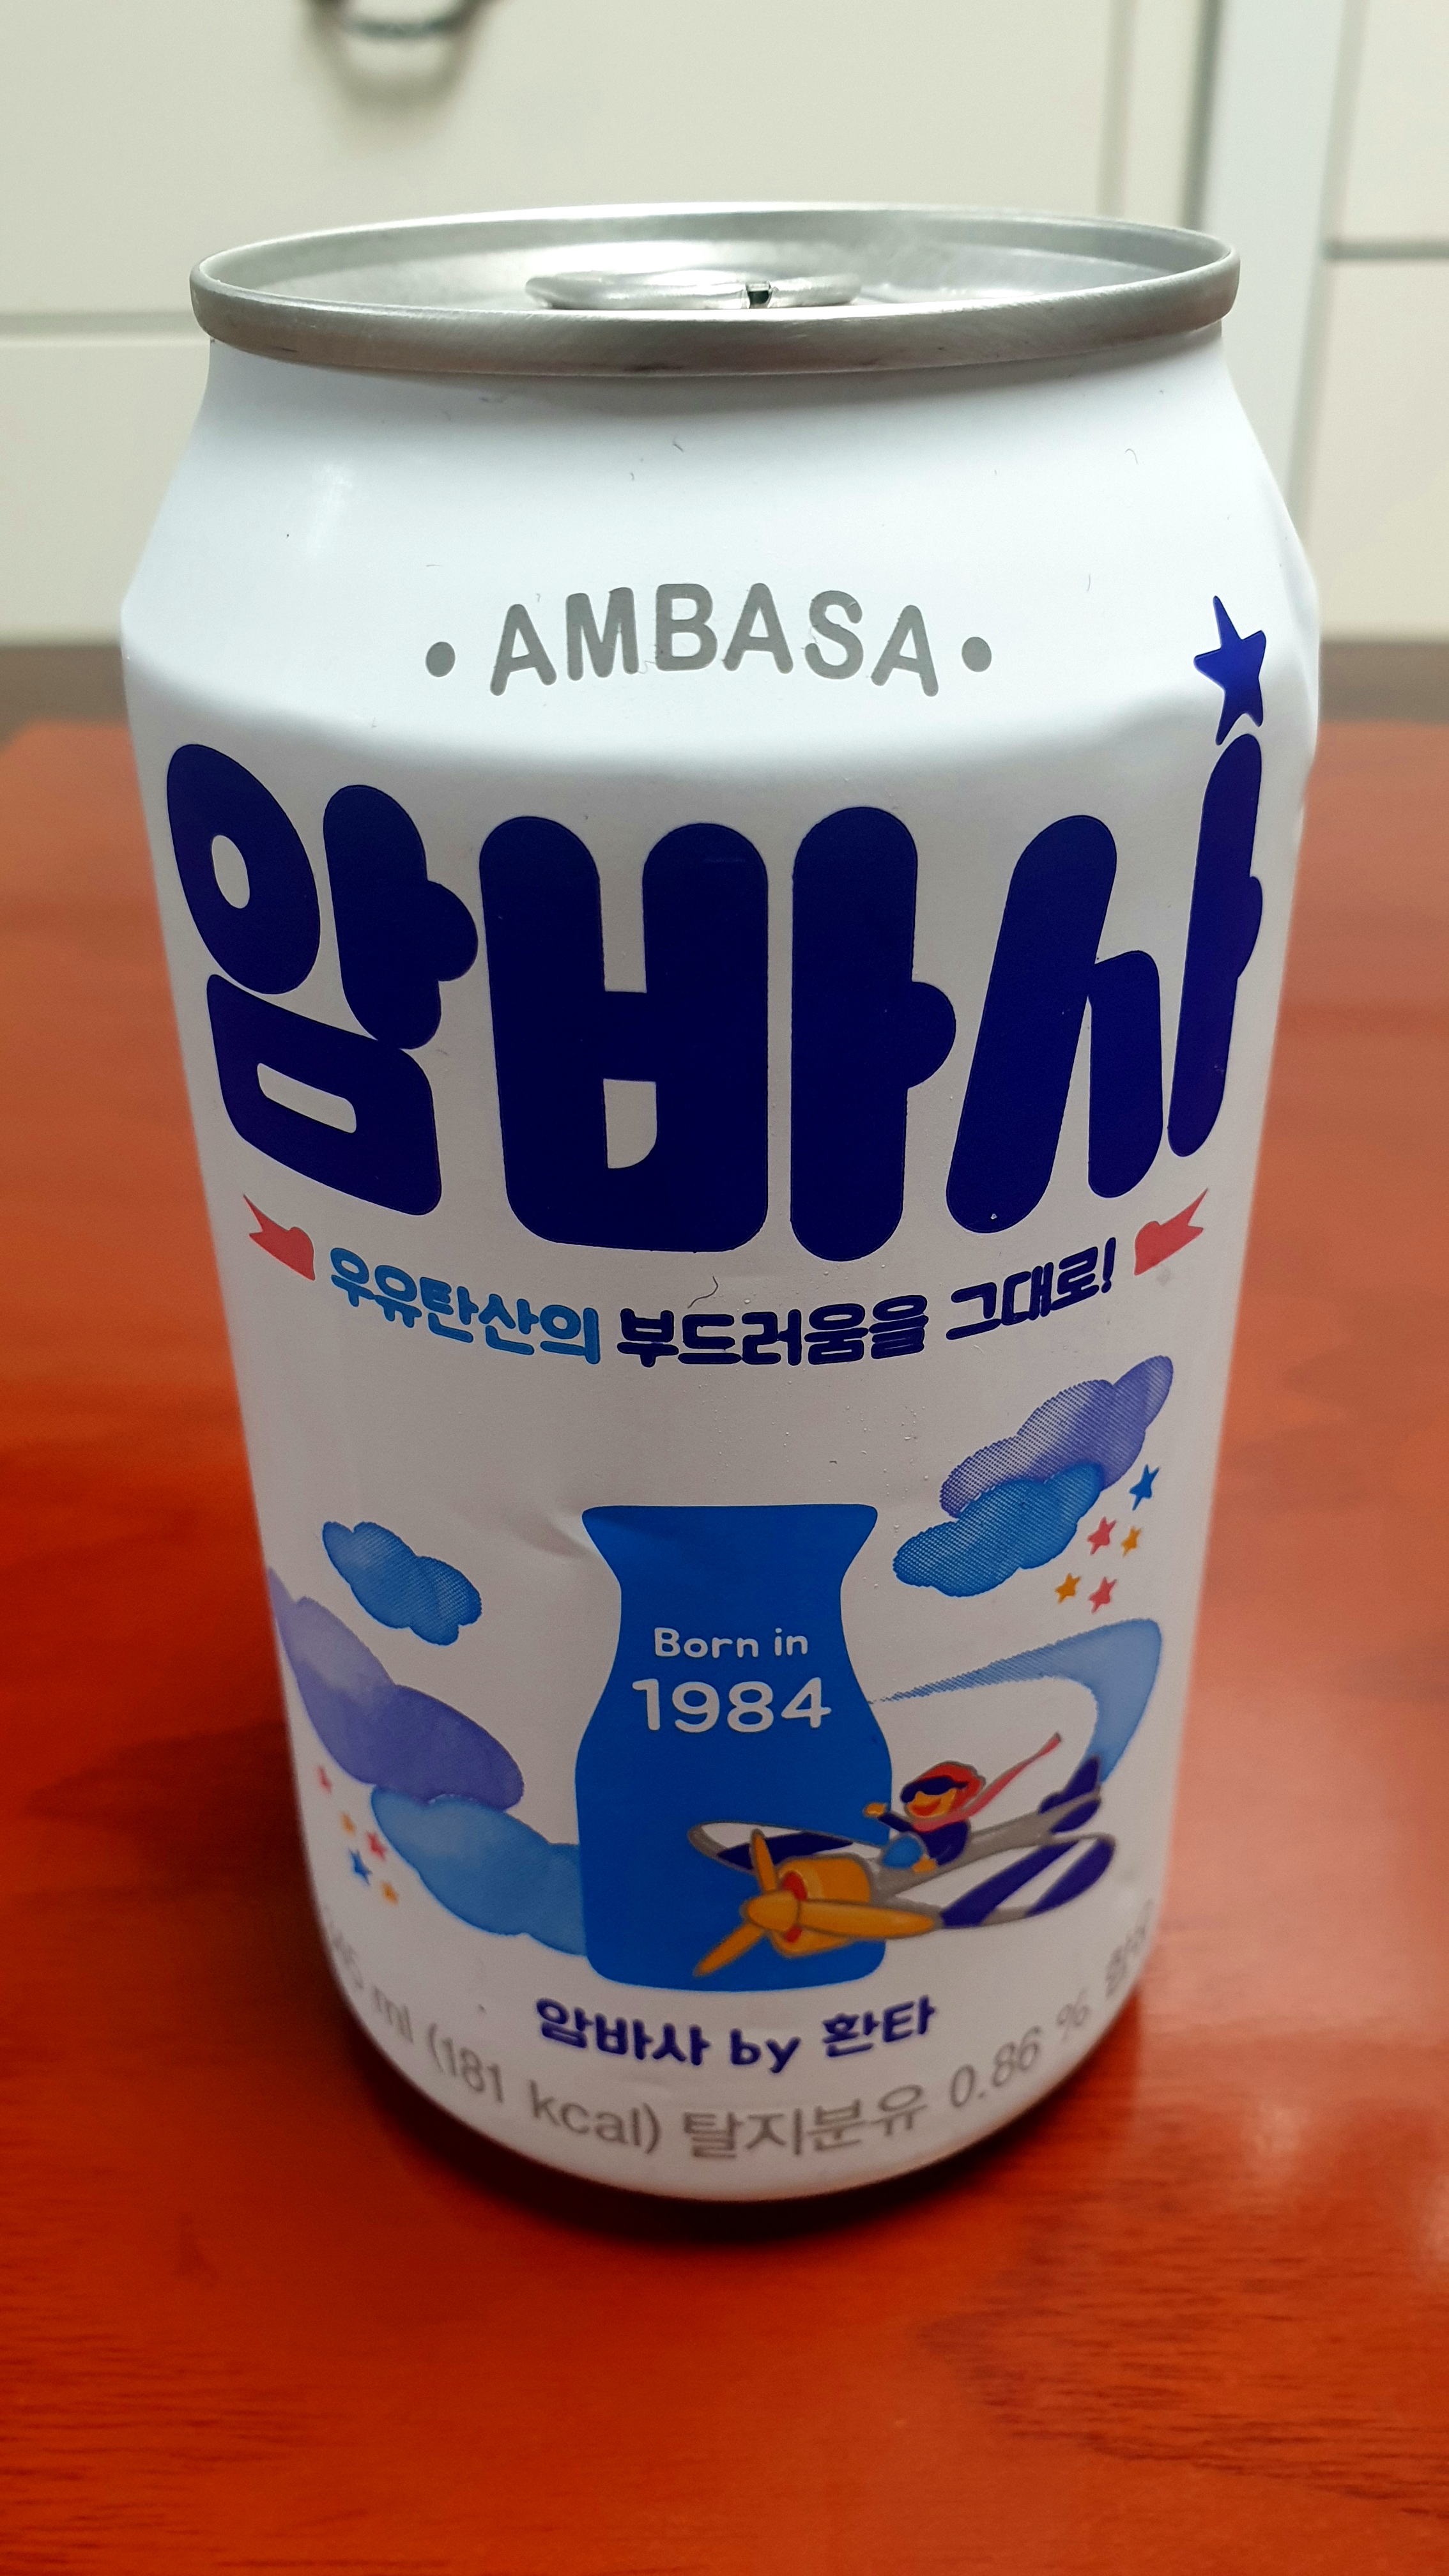 • AMBASA •
암바사
우유탄산의 부드러움을 그대로!
Born in
1984
암바사 by 환타
ml (181 kcal) 탈지분유 0.86 %